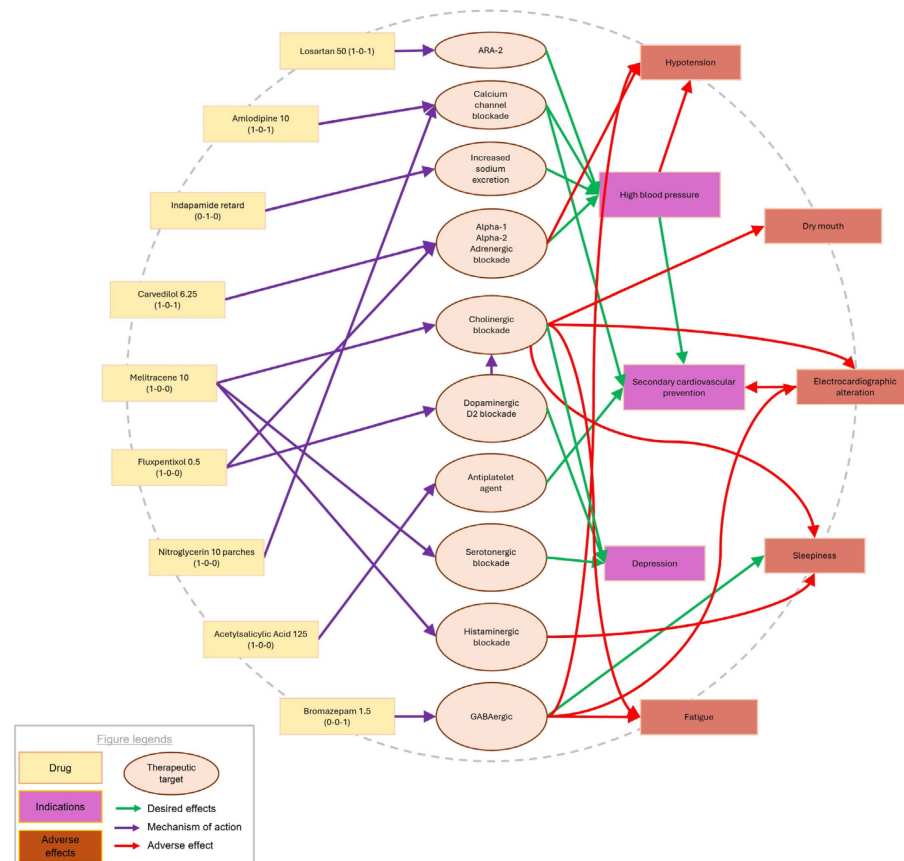 Losartan 50 (1-0-1)
ARA-2
Hypotension
Amlodipine 10
(1-0-1)
Calcium
channel
blockade
Indapamide retard
(0-1-0)
Increased
sodium
excretion
High blood pressure
Dry mouth
Alpha-1
Alpha-2
Adrenergic
blockade
Carvedilol 6.25
(1-0-1)
Cholinergic
blockade
Melitracene 10
(1-0-0)
Secondary cardiovascular
prevention
Electrocardiographic
alteration
Dopaminergic
D2 blockade
Fluxpentixol 0.5
(1-0-0)
Antiplatelet
agent
Nitroglycerin 10 parches
(1-0-0)
Serotonergic
blockade
Depression
Sleepiness
Acetylsalicylic Acid 125
(1-0-0)
Histaminergic
blockade
Bromazepam 1.5
(0-0-1)
GABAergic
Fatigue
Figure legends
Drug
Therapeutic
target
Indications
Desired effects
Mechanism of action
Adverse
effects
Adverse effect